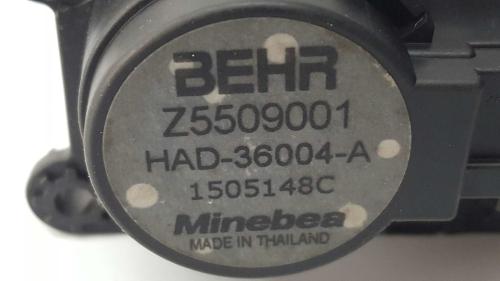 BEHR
Z5509001
HAD-36004-A
1505148C
Minebea
MADE IN THAILAND